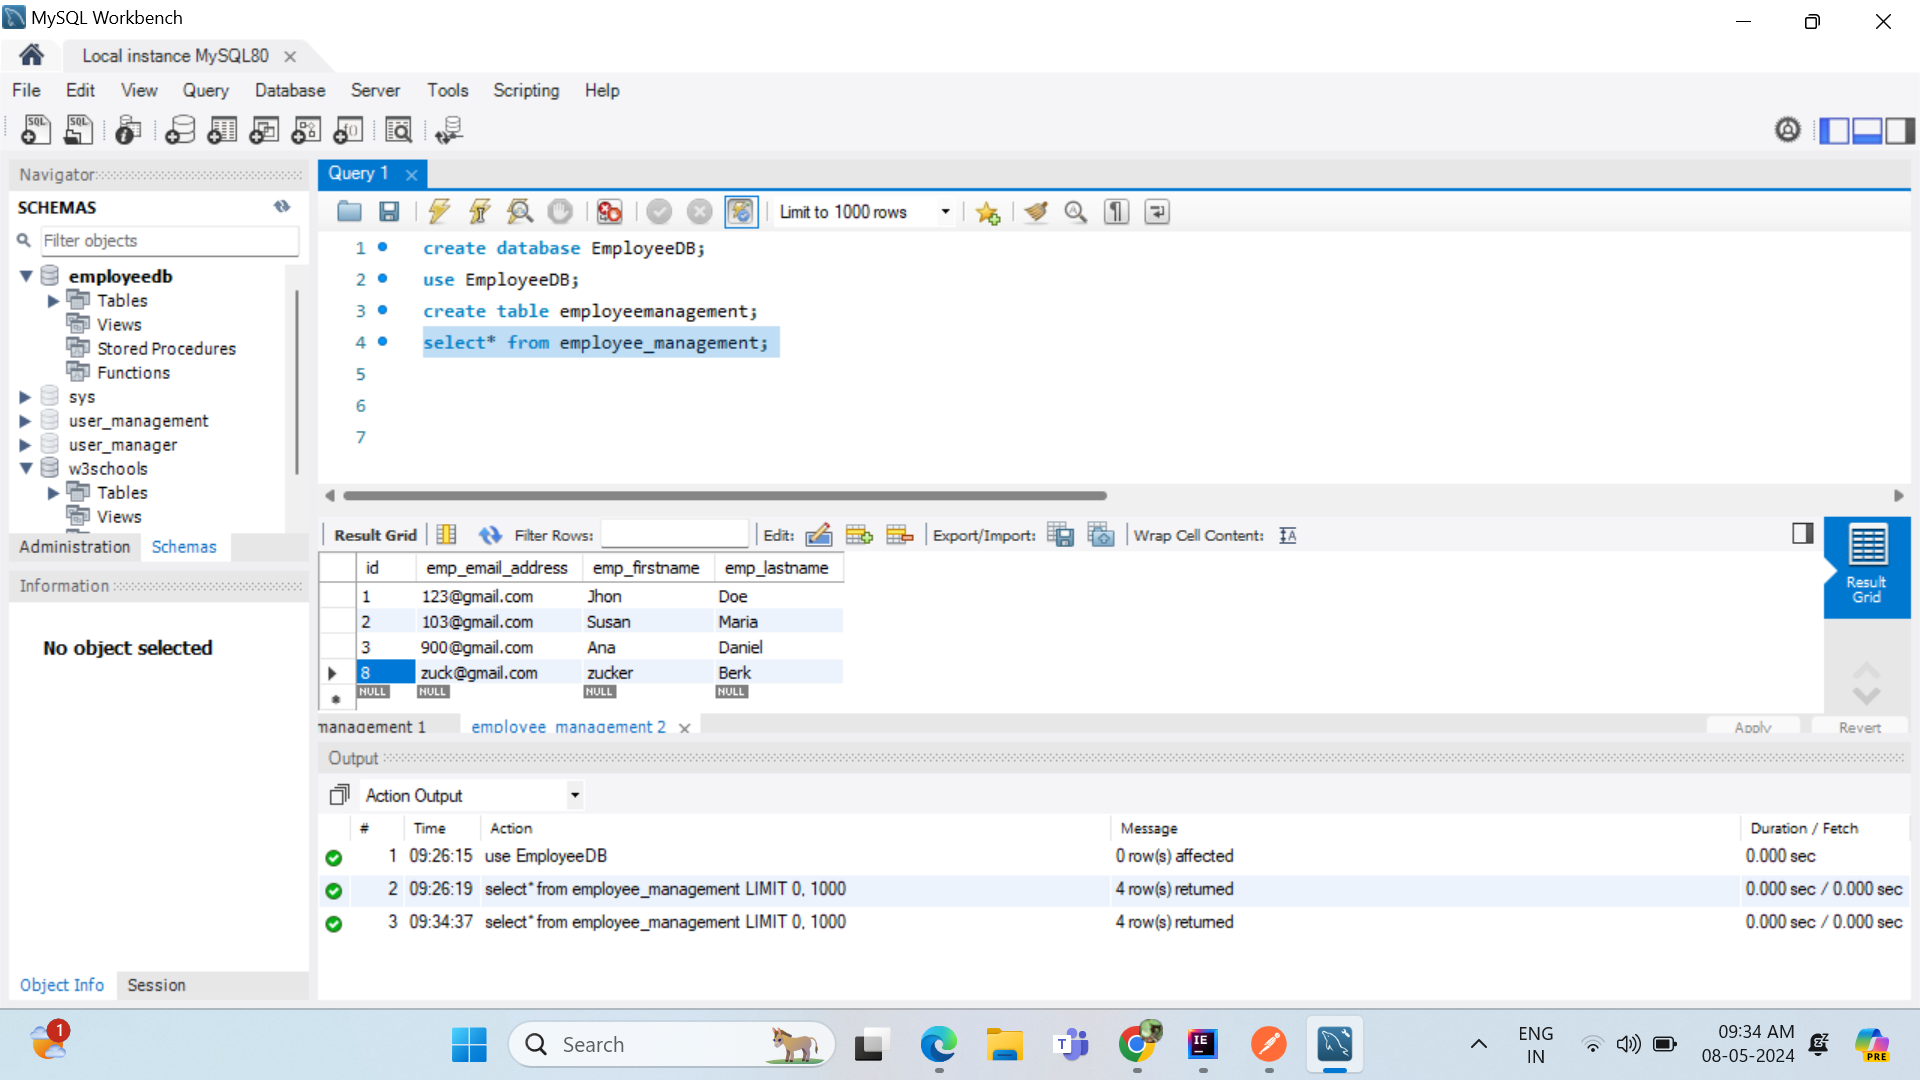 MySQL Workbench
Local instance MySQL80
File Edit View Query Database Server Tools Scripting Help
Navigator
SCHEMAS
Filter objects
employeedb
Tables
Views
Stored Procedures
Functions
sys
user_management
user_manager
w3schools
Tables
Views
Administration Schemas
Information
No object selected
Object Info Session
Query 1
Limit to 1000 rows
1 create database EmployeeDB;
2 use EmployeeDB;
3 create table employeemanagement;
4 select* from employee_management;
5
6
7
Result Grid Filter Rows: Edit: Export/Import: Wrap Cell Content:
id emp_email_address emp_firstname emp_lastname
1 123@gmail.com Jhon Doe
2 103@gmail.com Susan Maria
3 900@gmail.com Ana Daniel
8 zuck@gmail.com zucker Berk
NULL NULL NULL NULL
Result
Grid
management 1 employee_management 2 Apply Revert
Output
Action Output
# Time Action Message Duration / Fetch
1 09:26:15 use EmployeeDB 0 row(s) affected 0.000 sec
2 09:26:19 select* from employee_management LIMIT 0, 1000 4 row(s) returned 0.000 sec / 0.000 sec
3 09:34:37 select* from employee_management LIMIT 0, 1000 4 row(s) returned 0.000 sec / 0.000 sec
1
Search
ENG
IN
09:34 AM
08-05-2024
PRE